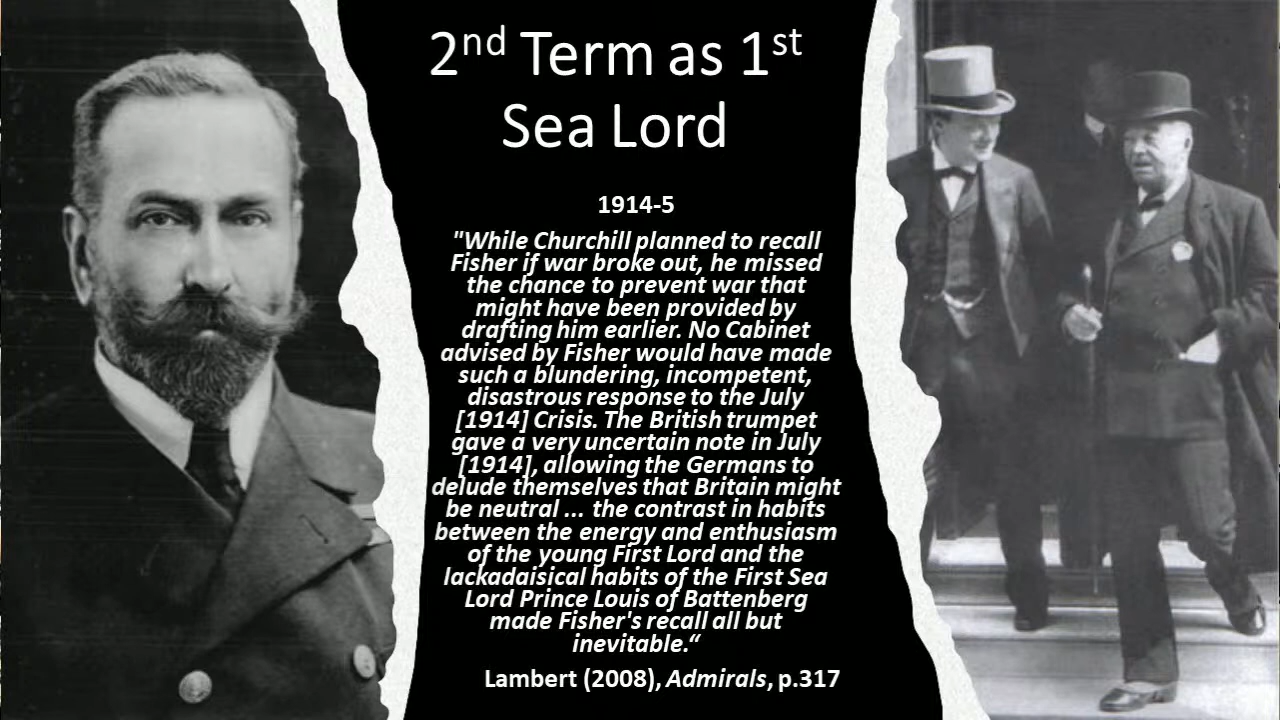 2nd Term as 1st
Sea Lord
1914-5
"While Churchill planned to recall
Fisher if war broke out, he missed
the chance to prevent war that
might have been provided by
drafting him earlier. No Cabinet
advised by Fisher would have made
such a blundering, incompetent,
disastrous response to the July
[1914] Crisis. The British trumpet
gave a very uncertain note in July
[1914], allowing the Germans to
delude themselves that Britain might
be neutral ... the contrast in habits
between the energy and enthusiasm
of the young First Lord and the
lackadaisical habits of the First Sea
Lord Prince Louis of Battenberg
made Fisher's recall all but
inevitable.“
Lambert (2008), Admirals, p.317